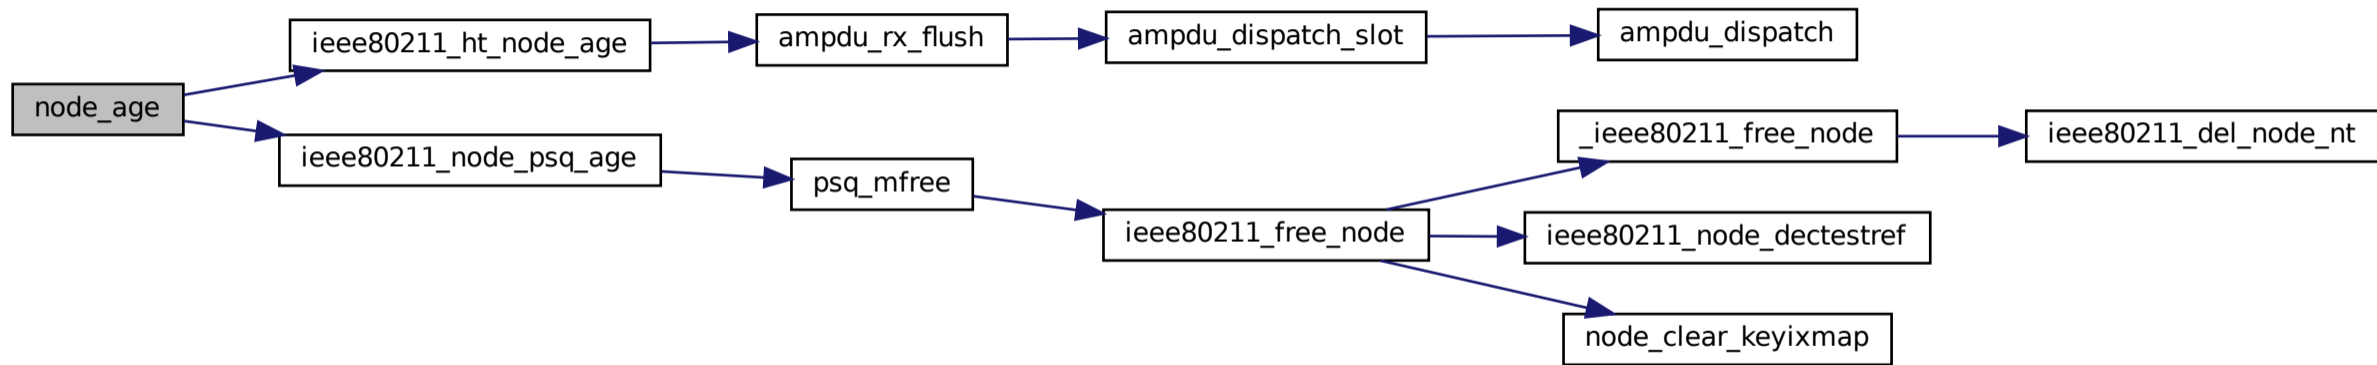 node_age
ieee80211_ht_node_age
ampdu_rx_flush
ampdu_dispatch_slot
ampdu_dispatch
ieee80211_node_psq_age
psq_mfree
ieee80211_free_node
_ieee80211_free_node
ieee80211_del_node_nt
ieee80211_node_dectestref
node_clear_keyixmap